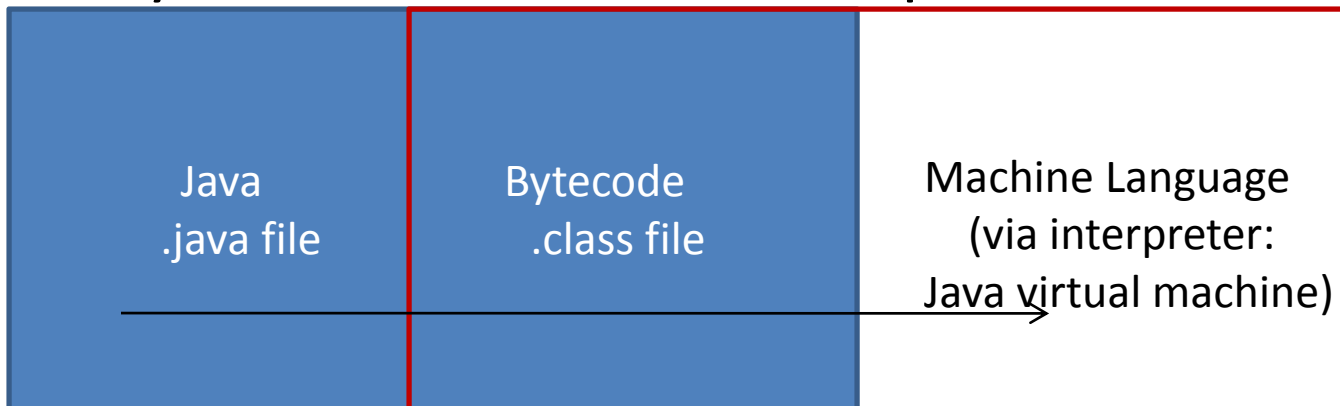 Java
.java file
Bytecode
.class file
Machine Language
(via interpreter:
Java virtual machine)